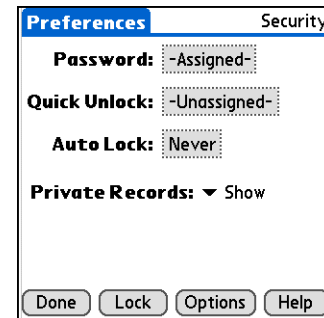 Preferences Security
Password: -Assigned-
Quick Unlock: -Unassigned-
Auto Lock: Never
Private Records: Show
Done Lock Options Help